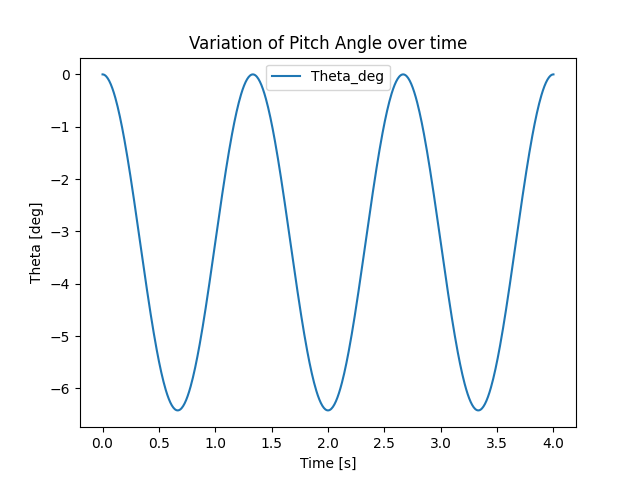 Variation of Pitch Angle over time
Theta_deg
0
−1
−2
−3
−4
−5
−6
Theta [deg]
0.0 0.5 1.0 1.5 2.0 2.5 3.0 3.5 4.0
Time [s]